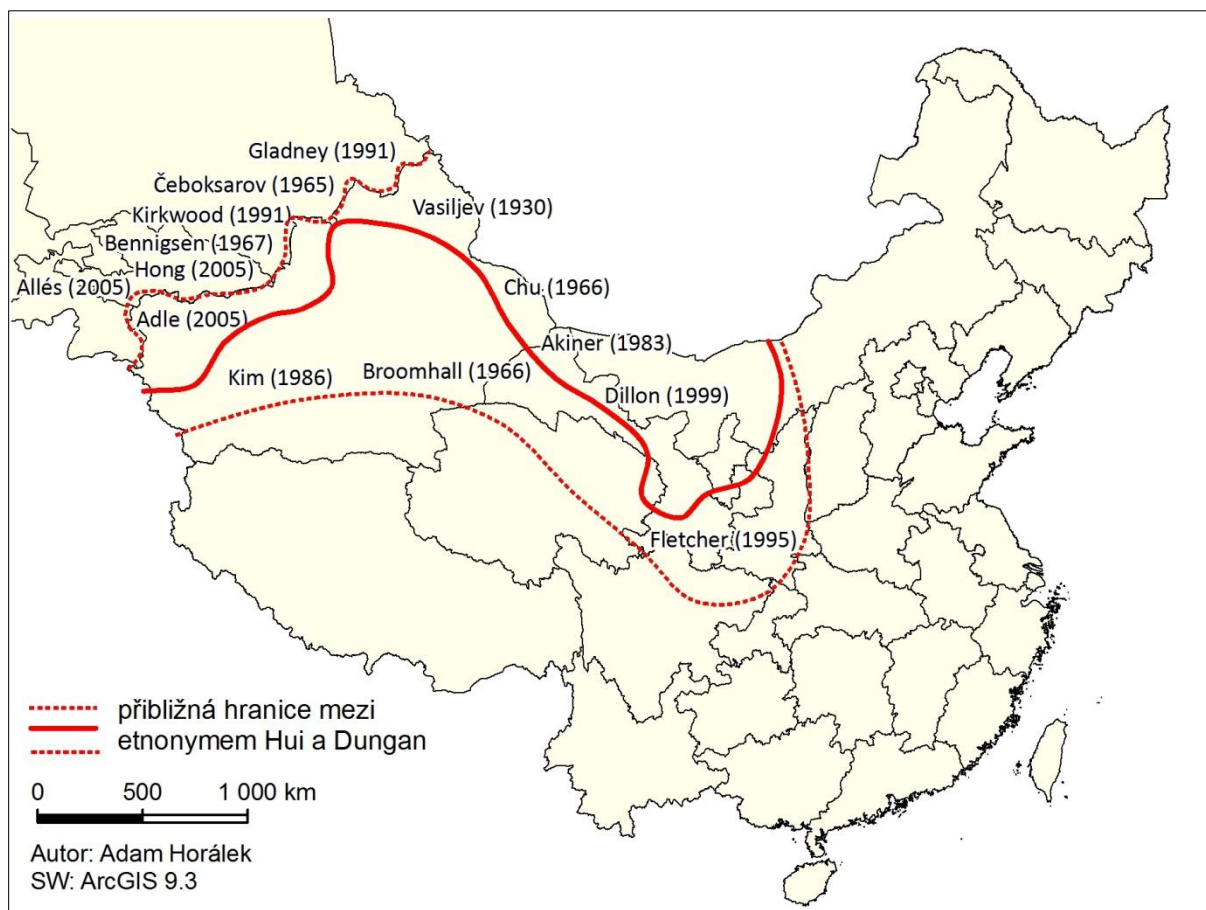 Gladney (1991)
Čeboksarov (1965)
Vasiljev (1930)
Kirkwood (1991)
Bennigsen (1967)
Hong (2005)
Allés (2005)
Chu (1966)
Adle (2005)
Akiner (1983)
Broomhall (1966)
Kim (1986)
Dillon (1999)
Fletcher (1995)
přibližná hranice mezi
etnonymem Hui a Dungan
0 500 1 000 km
Autor: Adam Horálek
SW: ArcGIS 9.3